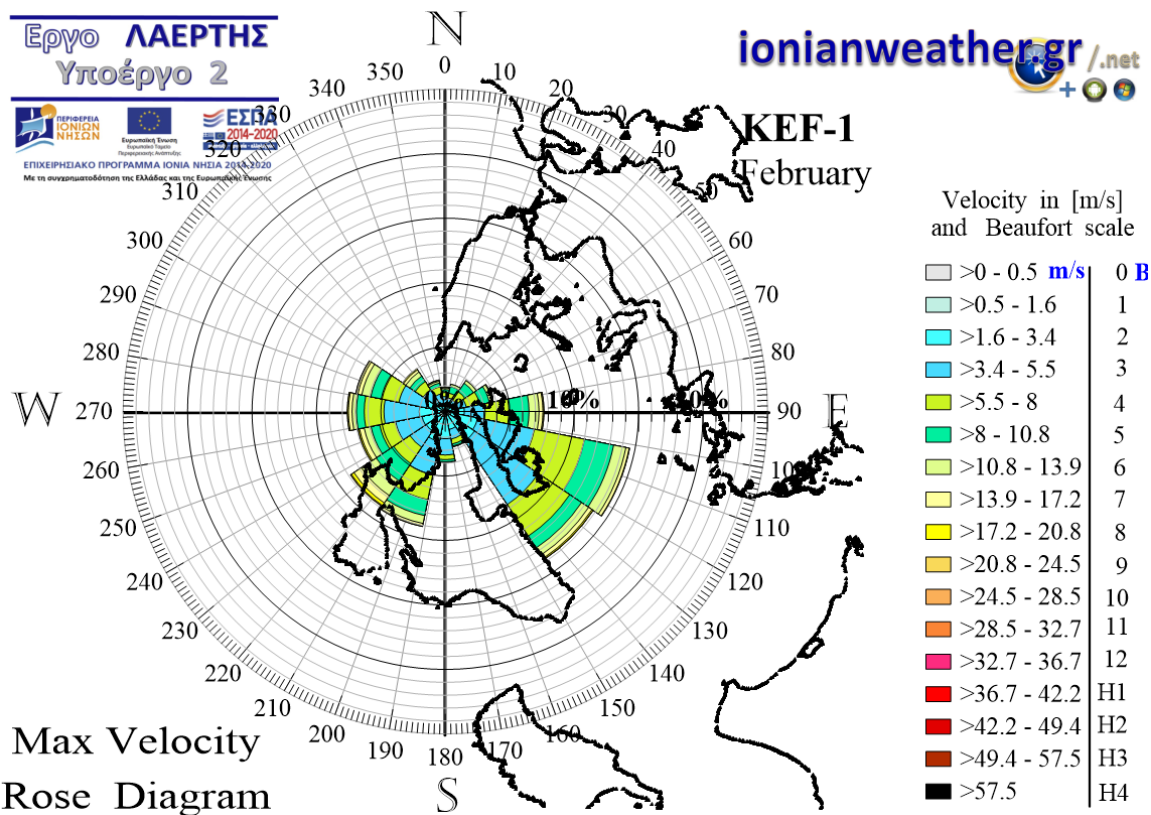 Εργο ΛΑΕΡΤΗΣ
Υποέργο 2
ΠΕΡΙΦΕΡΕΙΑ
ΙΟΝΙΩΝ
ΝΗΣΩΝ
Ευρωπαϊκή Ένωση
Ευρωπαϊκό Ταμείο
Περιφερειακής Ανάπτυξης
ΕΣΠΑ
2014-2020
ΕΠΙΧΕΙΡΗΣΙΑΚΟ ΠΡΟΓΡΑΜΜΑ ΙΟΝΙΑ ΝΗΣΙΑ 2014-2020
Με τη συγχρηματοδότηση της Ελλάδας και της Ευρωπαϊκής Ένωσης
ionianweather.gr /.net
KEF-1
February
N
0
10
20
30
40
50
60
70
80
90
E
100
110
120
130
140
150
160
170
180
S
190
200
210
220
230
240
250
260
270
W
280
290
300
310
320
330
340
350
0%
10%
20%
Velocity in [m/s]
and Beaufort scale
>0 - 0.5 m/s 0 B
>0.5 - 1.6 1
>1.6 - 3.4 2
>3.4 - 5.5 3
>5.5 - 8 4
>8 - 10.8 5
>10.8 - 13.9 6
>13.9 - 17.2 7
>17.2 - 20.8 8
>20.8 - 24.5 9
>24.5 - 28.5 10
>28.5 - 32.7 11
>32.7 - 36.7 12
>36.7 - 42.2 H1
>42.2 - 49.4 H2
>49.4 - 57.5 H3
>57.5 H4
Max Velocity
Rose Diagram